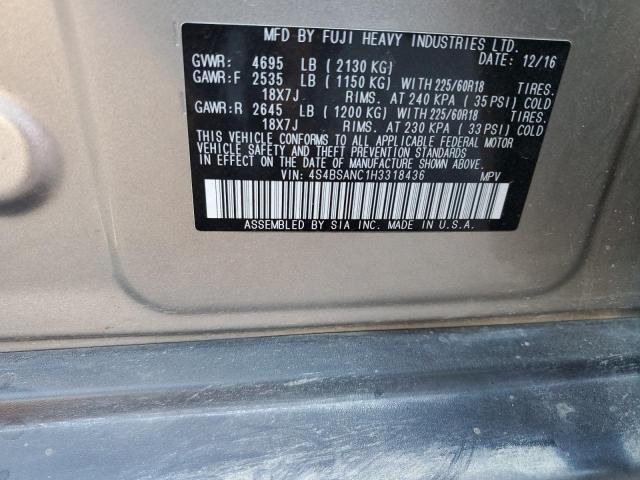 MFD BY FUJI HEAVY INDUSTRIES LTD.
GVWR: 4695 LB (2130 KG) DATE: 12/16
GAWR:F 2535 LB (1150 KG) WITH 225/60R18 TIRES.
18X7J RIMS. AT 240 KPA (35 PSI) COLD
GAWR:R 2645 LB (1200 KG) WITH 225/60R18 TIRES.
18X7J RIMS. AT 230 KPA (33 PSI) COLD
THIS VEHICLE CONFORMS TO ALL APPLICABLE FEDERAL MOTOR
VEHICLE SAFETY AND THEFT PREVENTION STANDARDS
IN EFFECT ON THE DATE OF MANUFACTURE SHOWN ABOVE.
VIN: 4S4BSANC1H3318436 MPV
ASSEMBLED BY SIA INC. MADE IN U.S.A.